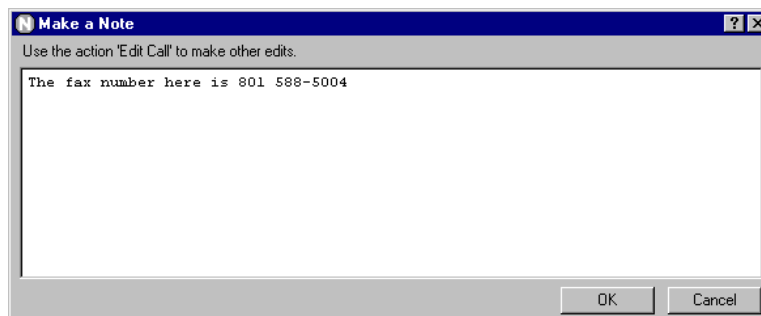 N Make a Note ? X
Use the action 'Edit Call' to make other edits.
The fax number here is 801 588-5004
OK Cancel